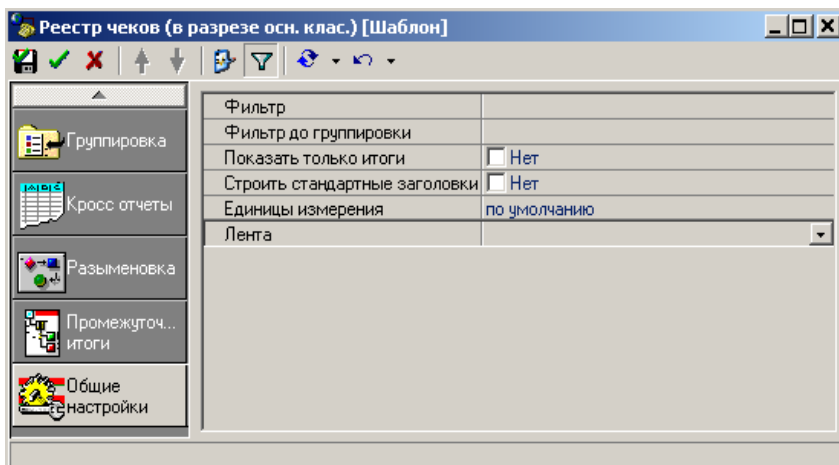 Реестр чеков (в разрезе осн. клас.) [Шаблон]
Группировка
Кросс отчеты
Разыменовка
Промежуточ...
итоги
Общие
настройки
Фильтр
Фильтр до группировки
Показать только итоги Нет
Строить стандартные заголовки Нет
Единицы измерения по умолчанию
Лента